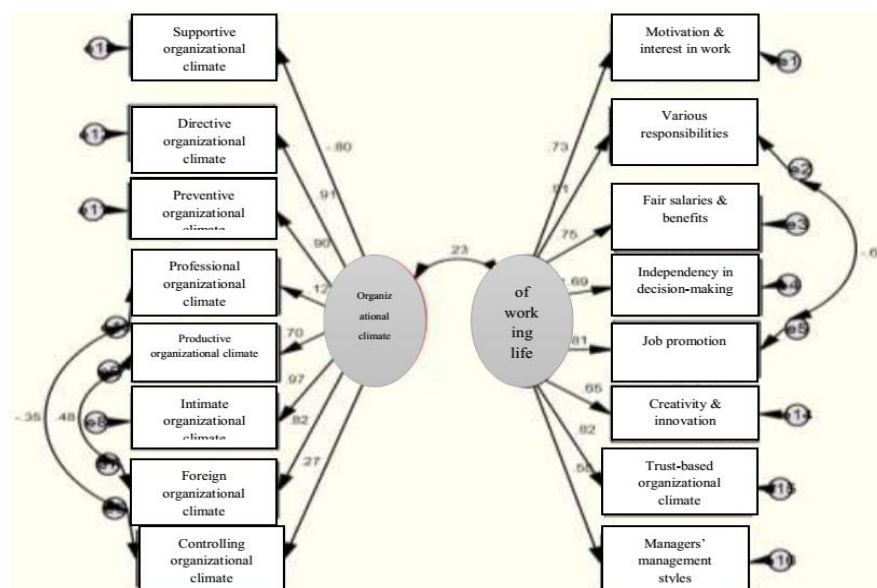 Supportive
organizational
climate
Directive
organizational
climate
Preventive
organizational
Professional
organizational
climate
Productive
organizational climate
Intimate
organizational
Foreign
organizational
climate
Controlling
organizational
climate
-.80
.91
.90
.12
.70
.97
.82
.27
-.35
.48
Organiz
ational
climate
23
of
work
ing
life
.73
.91
.75
.69
.81
.65
.82
Motivation &
interest in work
Various
responsibilities
Fair salaries &
benefits
Independency in
decision-making
Job promotion
Creativity &
innovation
Trust-based
organizational
climate
Managers’
management
styles
e1
e2
e3
e5